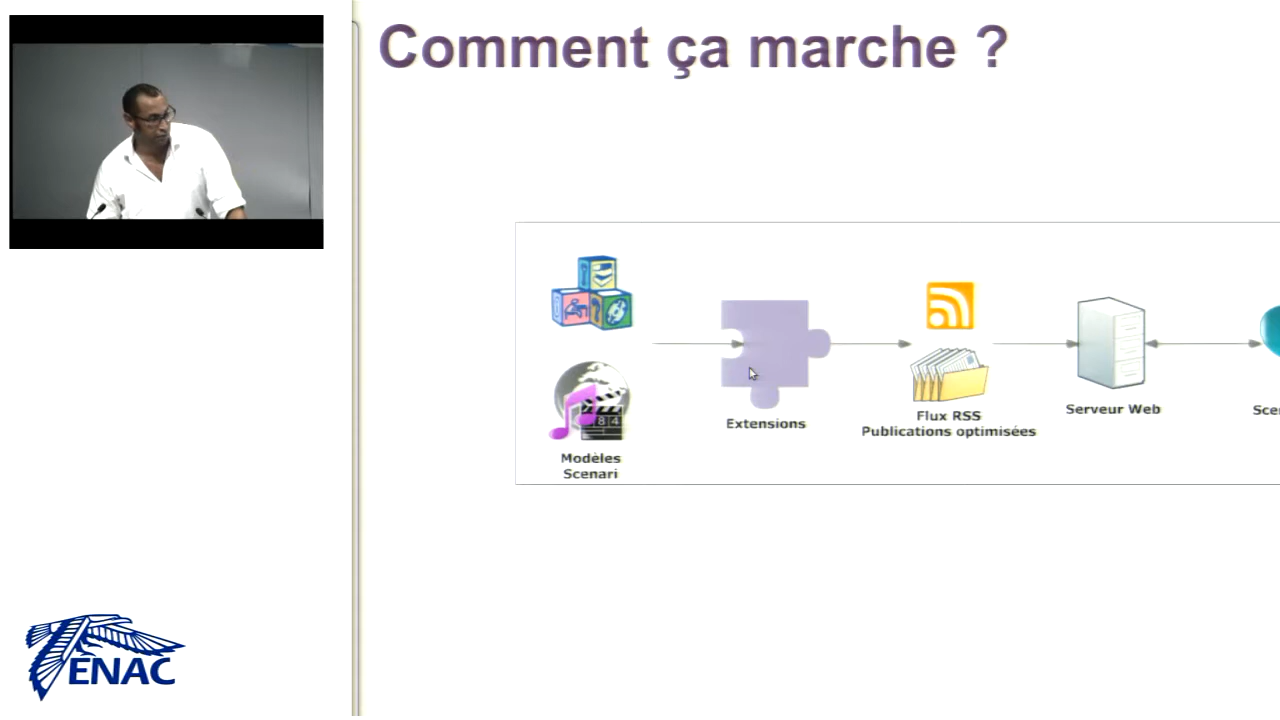 Comment ça marche ?
Modèles
Scenari
Extensions
Flux RSS
Publications optimisées
Serveur Web
ENAC